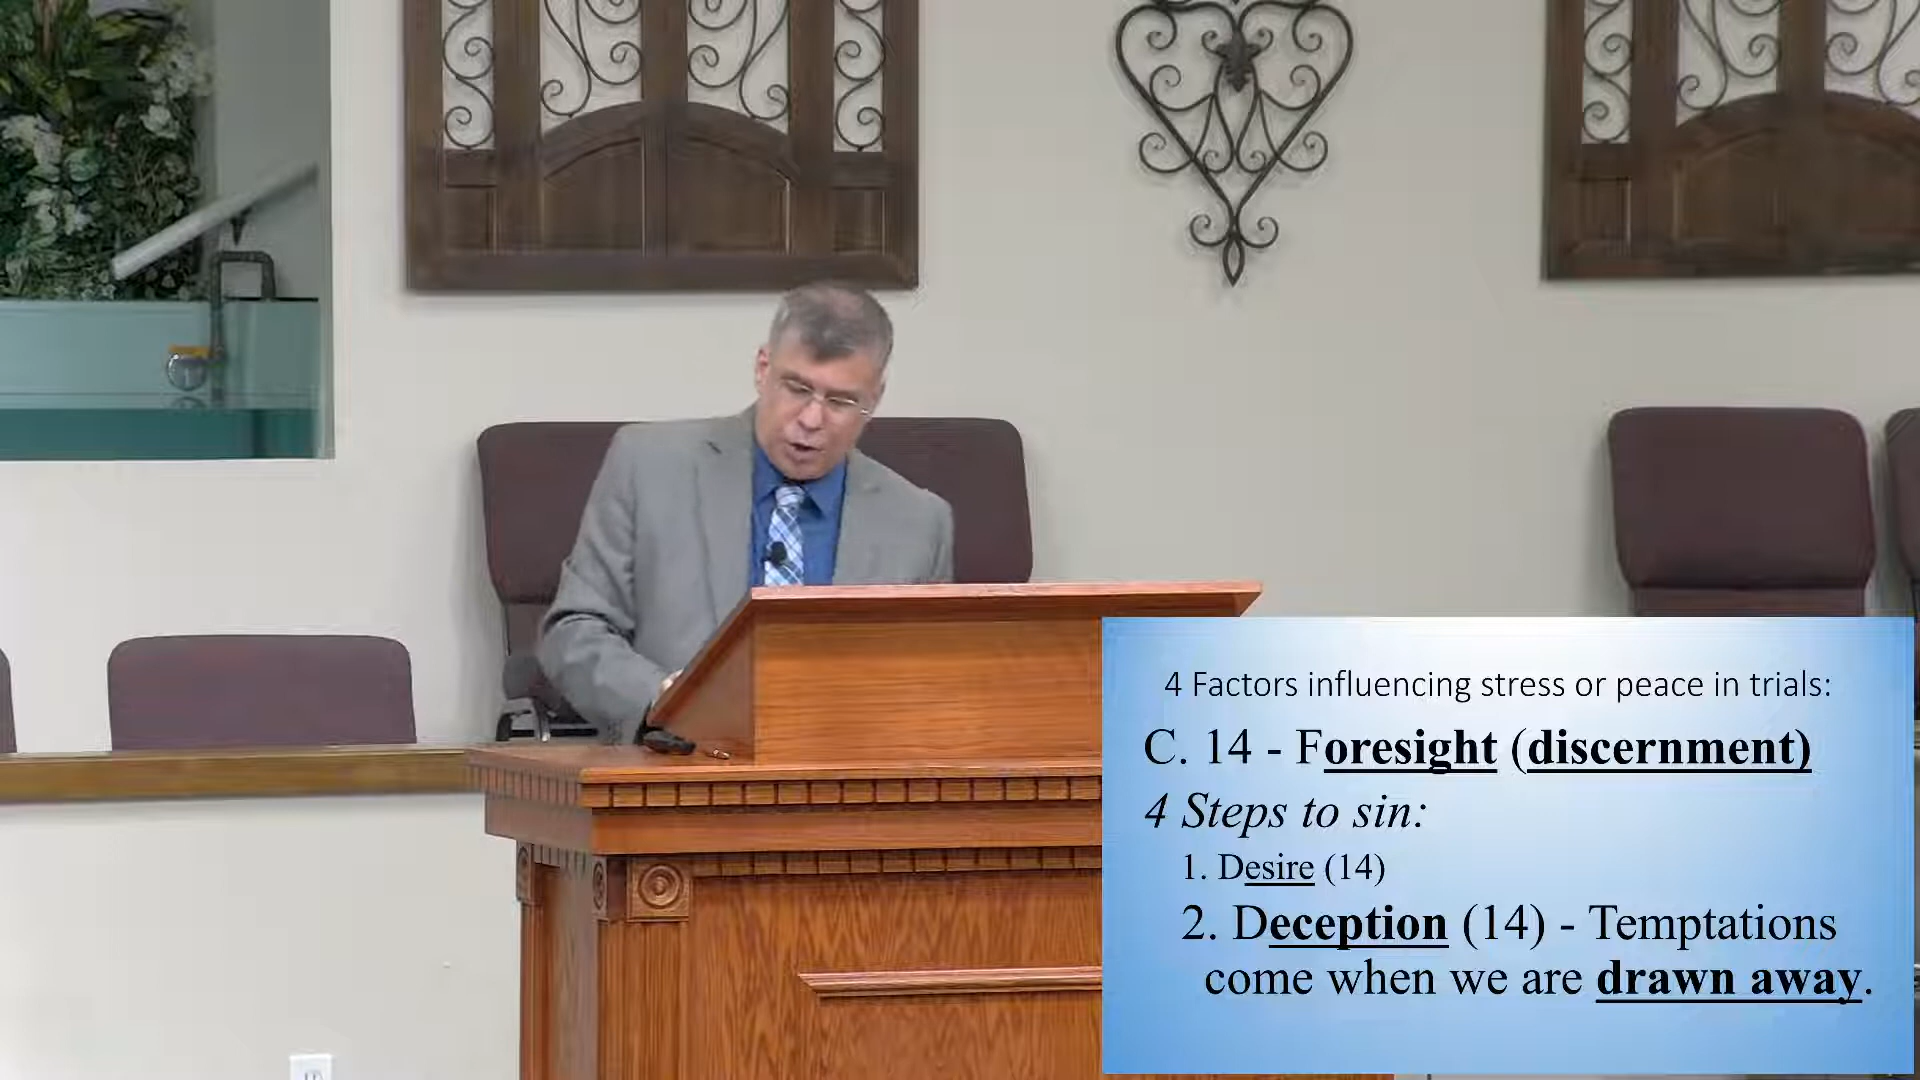 4 Factors influencing stress or peace in trials:
C. 14 - Foresight (discernment)
4 Steps to sin:
1. Desire (14)
2. Deception (14) - Temptations
come when we are drawn away.